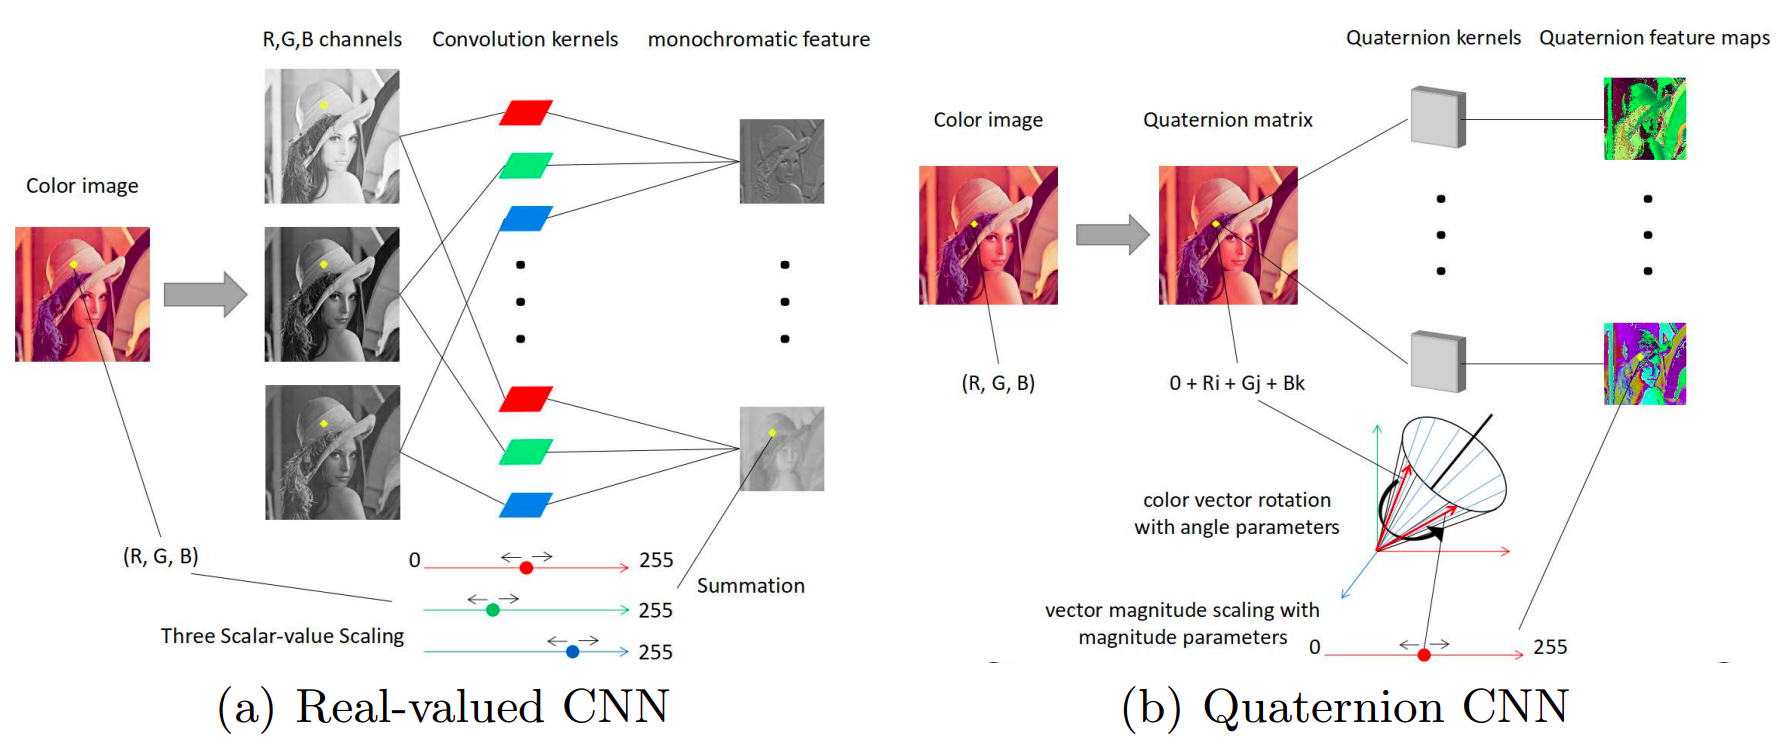 R,G,B channels
Convolution kernels
monochromatic feature
Color image
(R, G, B)
0
255
255
255
Three Scalar-value Scaling
Summation
(a) Real-valued CNN
Quaternion kernels
Quaternion feature maps
Color image
Quaternion matrix
(R, G, B)
0 + Ri + Gj + Bk
color vector rotation
with angle parameters
vector magnitude scaling with
magnitude parameters
0
255
(b) Quaternion CNN